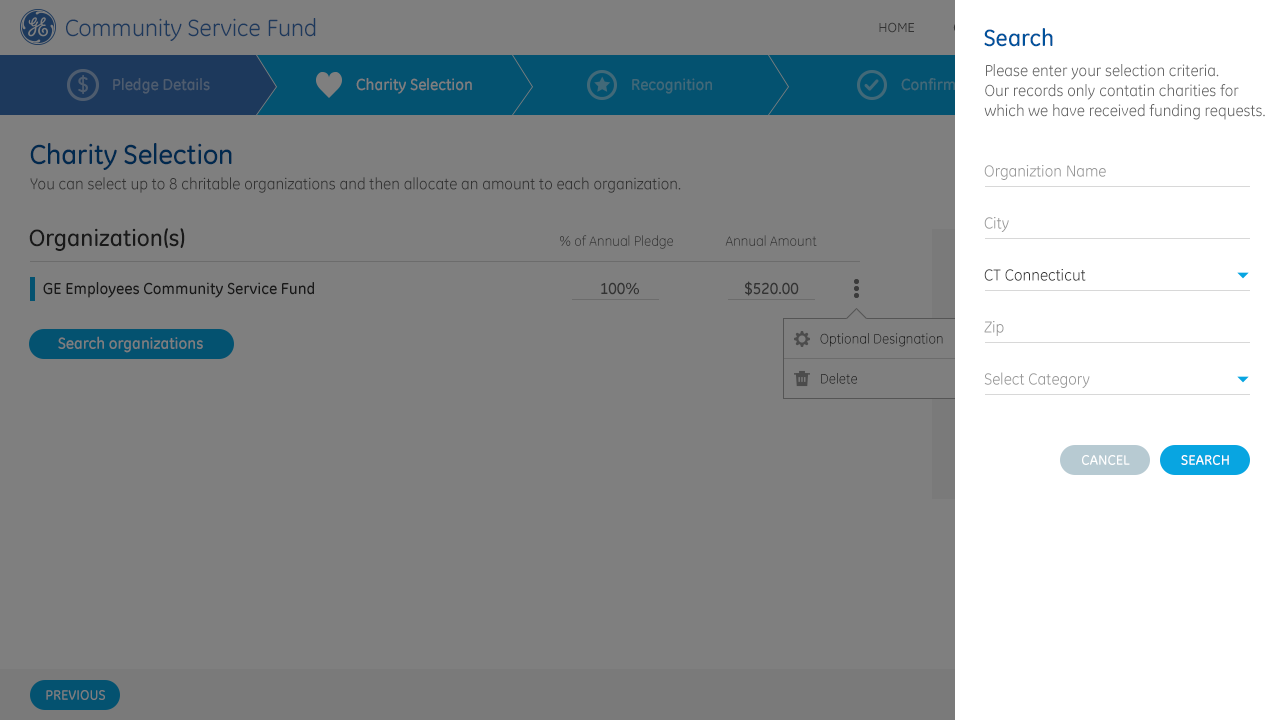 Community Service Fund
HOME
Pledge Details
Charity Selection
Recognition
Confirm
Charity Selection
You can select up to 8 chritable organizations and then allocate an amount to each organization.
Organization(s)
% of Annual Pledge
Annual Amount
GE Employees Community Service Fund
100%
$520.00
Search organizations
Optional Designation
Delete
PREVIOUS
Search
Please enter your selection criteria.
Our records only contatin charities for
which we have received funding requests.
Organiztion Name
City
CT Connecticut
Zip
Select Category
CANCEL
SEARCH